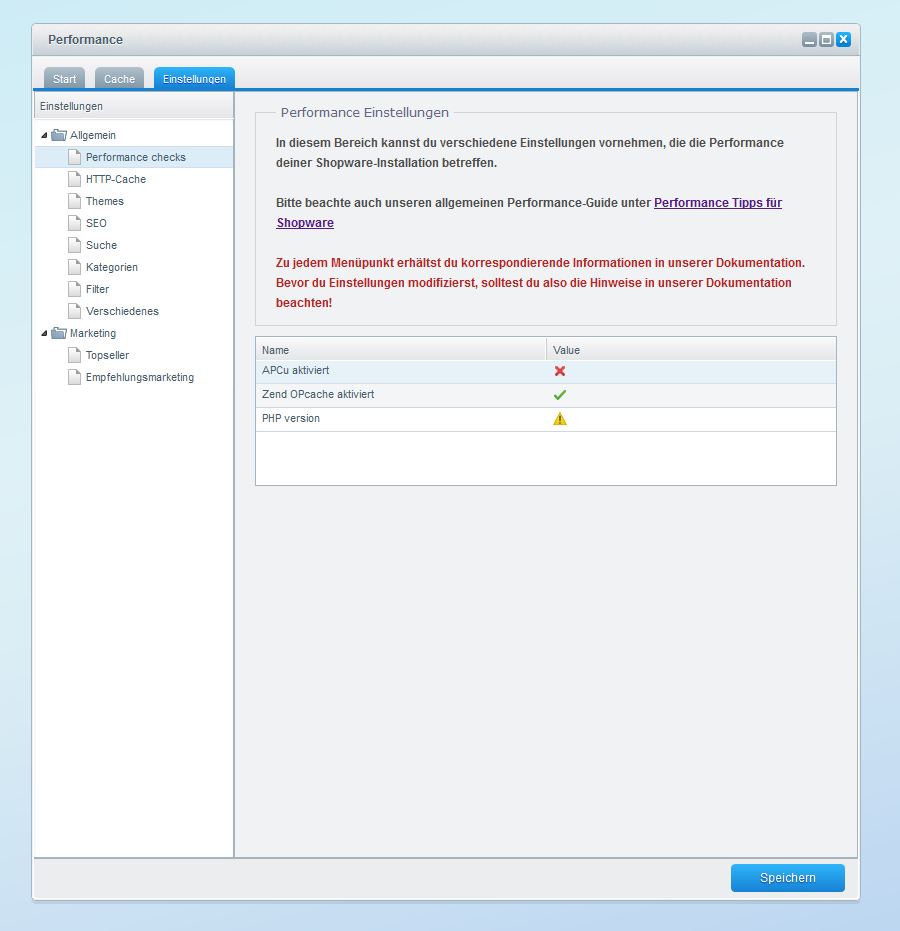 Performance
Start
Cache
Einstellungen
Einstellungen
Allgemein
Performance checks
HTTP-Cache
Themes
SEO
Suche
Kategorien
Filter
Verschiedenes
Marketing
Topseller
Empfehlungsmarketing
Performance Einstellungen
In diesem Bereich kannst du verschiedene Einstellungen vornehmen, die die Performance
deiner Shopware-Installation betreffen.
Bitte beachte auch unseren allgemeinen Performance-Guide unter Performance Tipps für
Shopware
Zu jedem Menüpunkt erhältst du korrespondierende Informationen in unserer Dokumentation.
Bevor du Einstellungen modifizierst, solltest du also die Hinweise in unserer Dokumentation
beachten!
Name Value
APCu aktiviert
Zend OPcache aktiviert
PHP version
Speichern